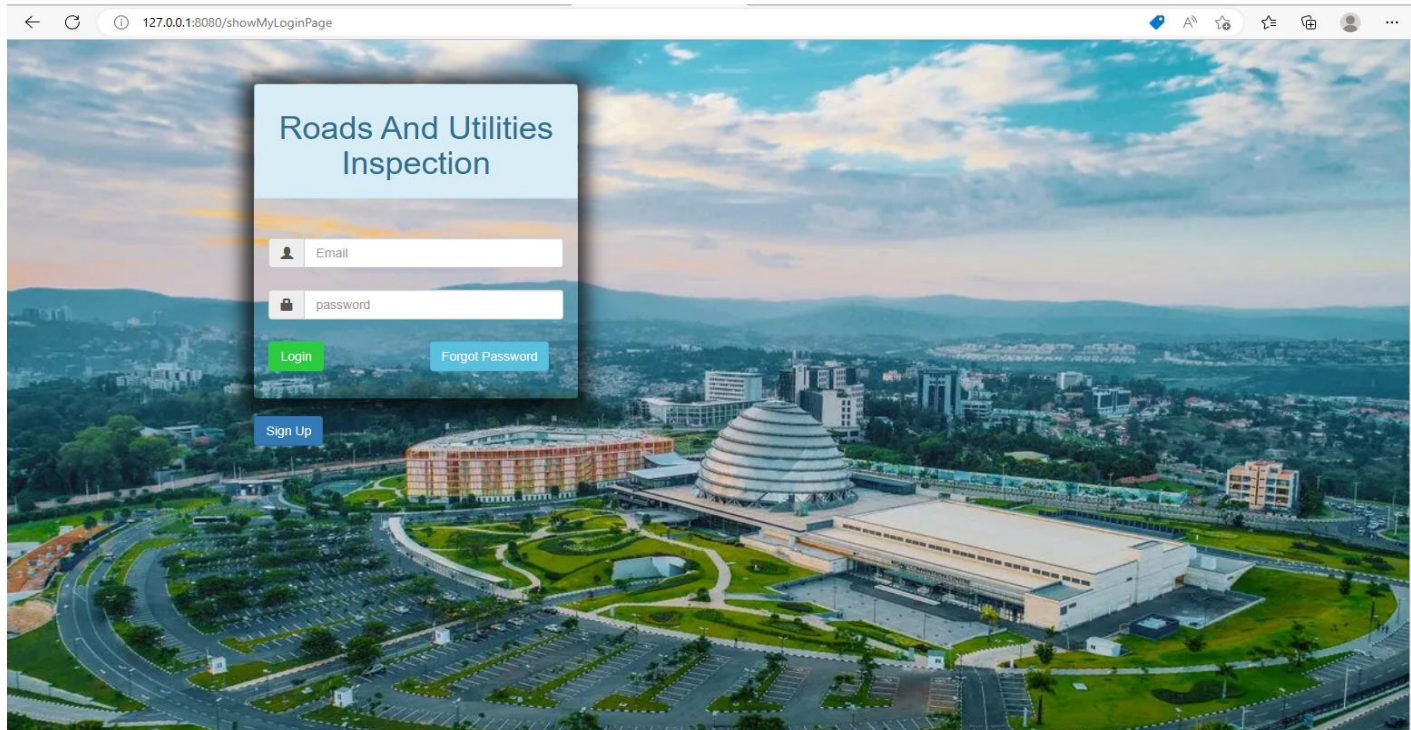 127.0.0.1:8080/showMyLoginPage
Roads And Utilities
Inspection
Email
password
Login
Forgot Password
Sign Up